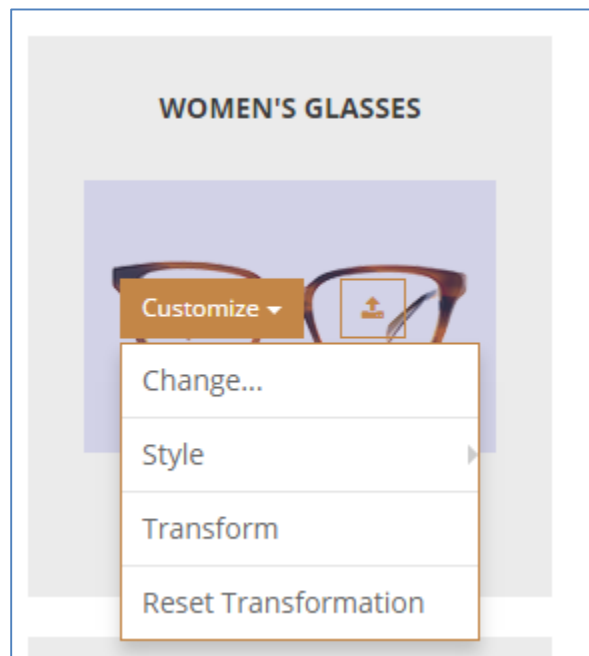 WOMEN'S GLASSES
Customize
Change...
Style
Transform
Reset Transformation